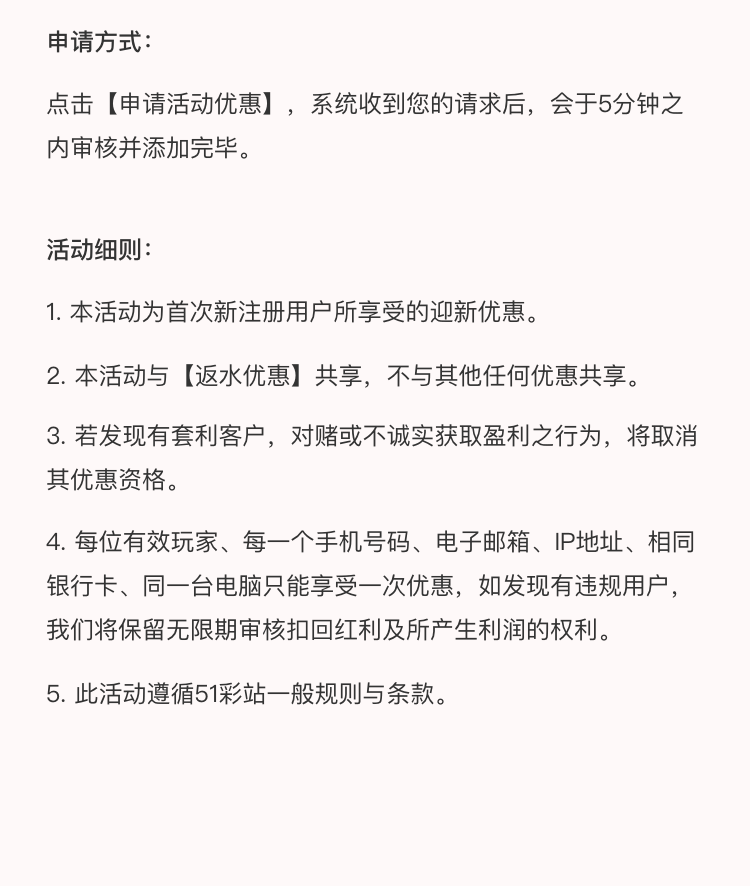 申请方式：
点击【申请活动优惠】，系统收到您的请求后，会于5分钟之
内审核并添加完毕。
活动细则：
1. 本活动为首次新注册用户所享受的迎新优惠。
2. 本活动与【返水优惠】共享，不与其他任何优惠共享。
3. 若发现有套利客户，对赌或不诚实获取盈利之行为，将取消
其优惠资格。
4. 每位有效玩家、每一个手机号码、电子邮箱、IP地址、相同
银行卡、同一台电脑只能享受一次优惠，如发现有违规用户，
我们将保留无限期审核扣回红利及所产生利润的权利。
5. 此活动遵循51彩站一般规则与条款。